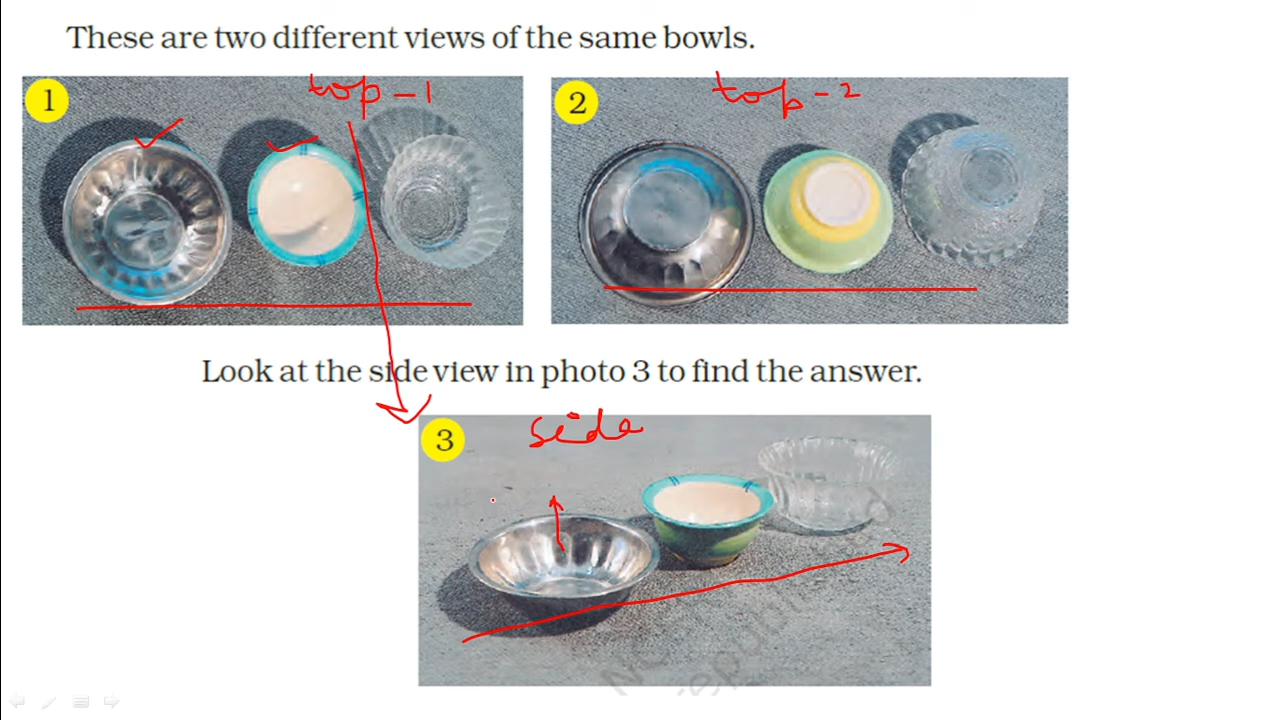 These are two different views of the same bowls.
1
top-1
2
top-2
Look at the side view in photo 3 to find the answer.
3
side